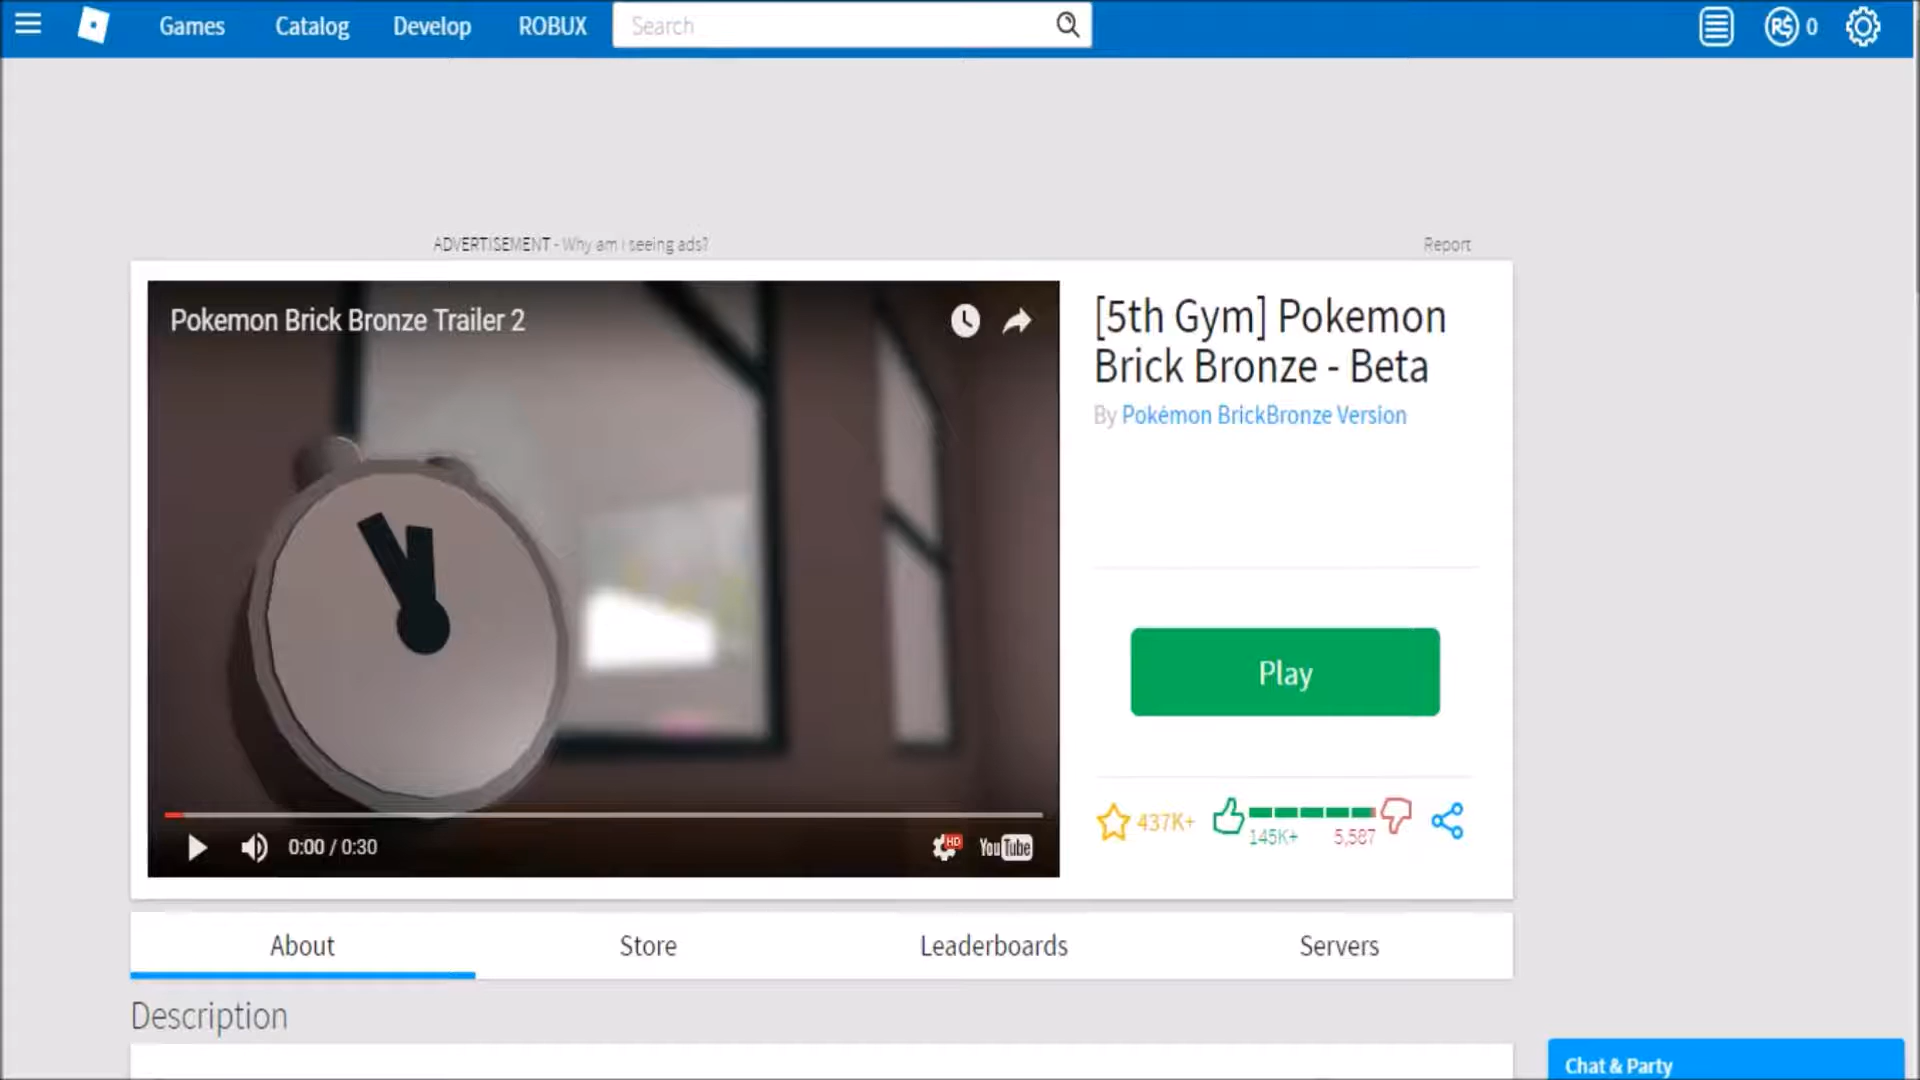 Games Catalog Develop ROBUX Search R$ 0
ADVERTISEMENT - Why am i seeing ads? Report
Pokemon Brick Bronze Trailer 2
[5th Gym] Pokemon
Brick Bronze - Beta
By Pokémon BrickBronze Version
Play
437K+ 145K+ 5,587
0:00 / 0:30 HD YouTube
About Store Leaderboards Servers
Description
Chat & Party